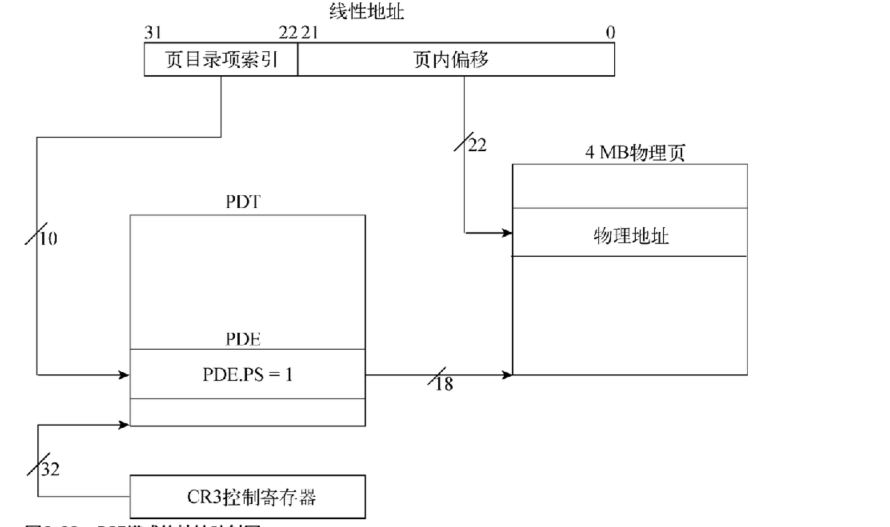 线性地址
31 22 21 0
页目录项索引 页内偏移
22
4 MB物理页
PDT
10
物理地址
PDE
PDE.PS = 1
18
32
CR3控制寄存器